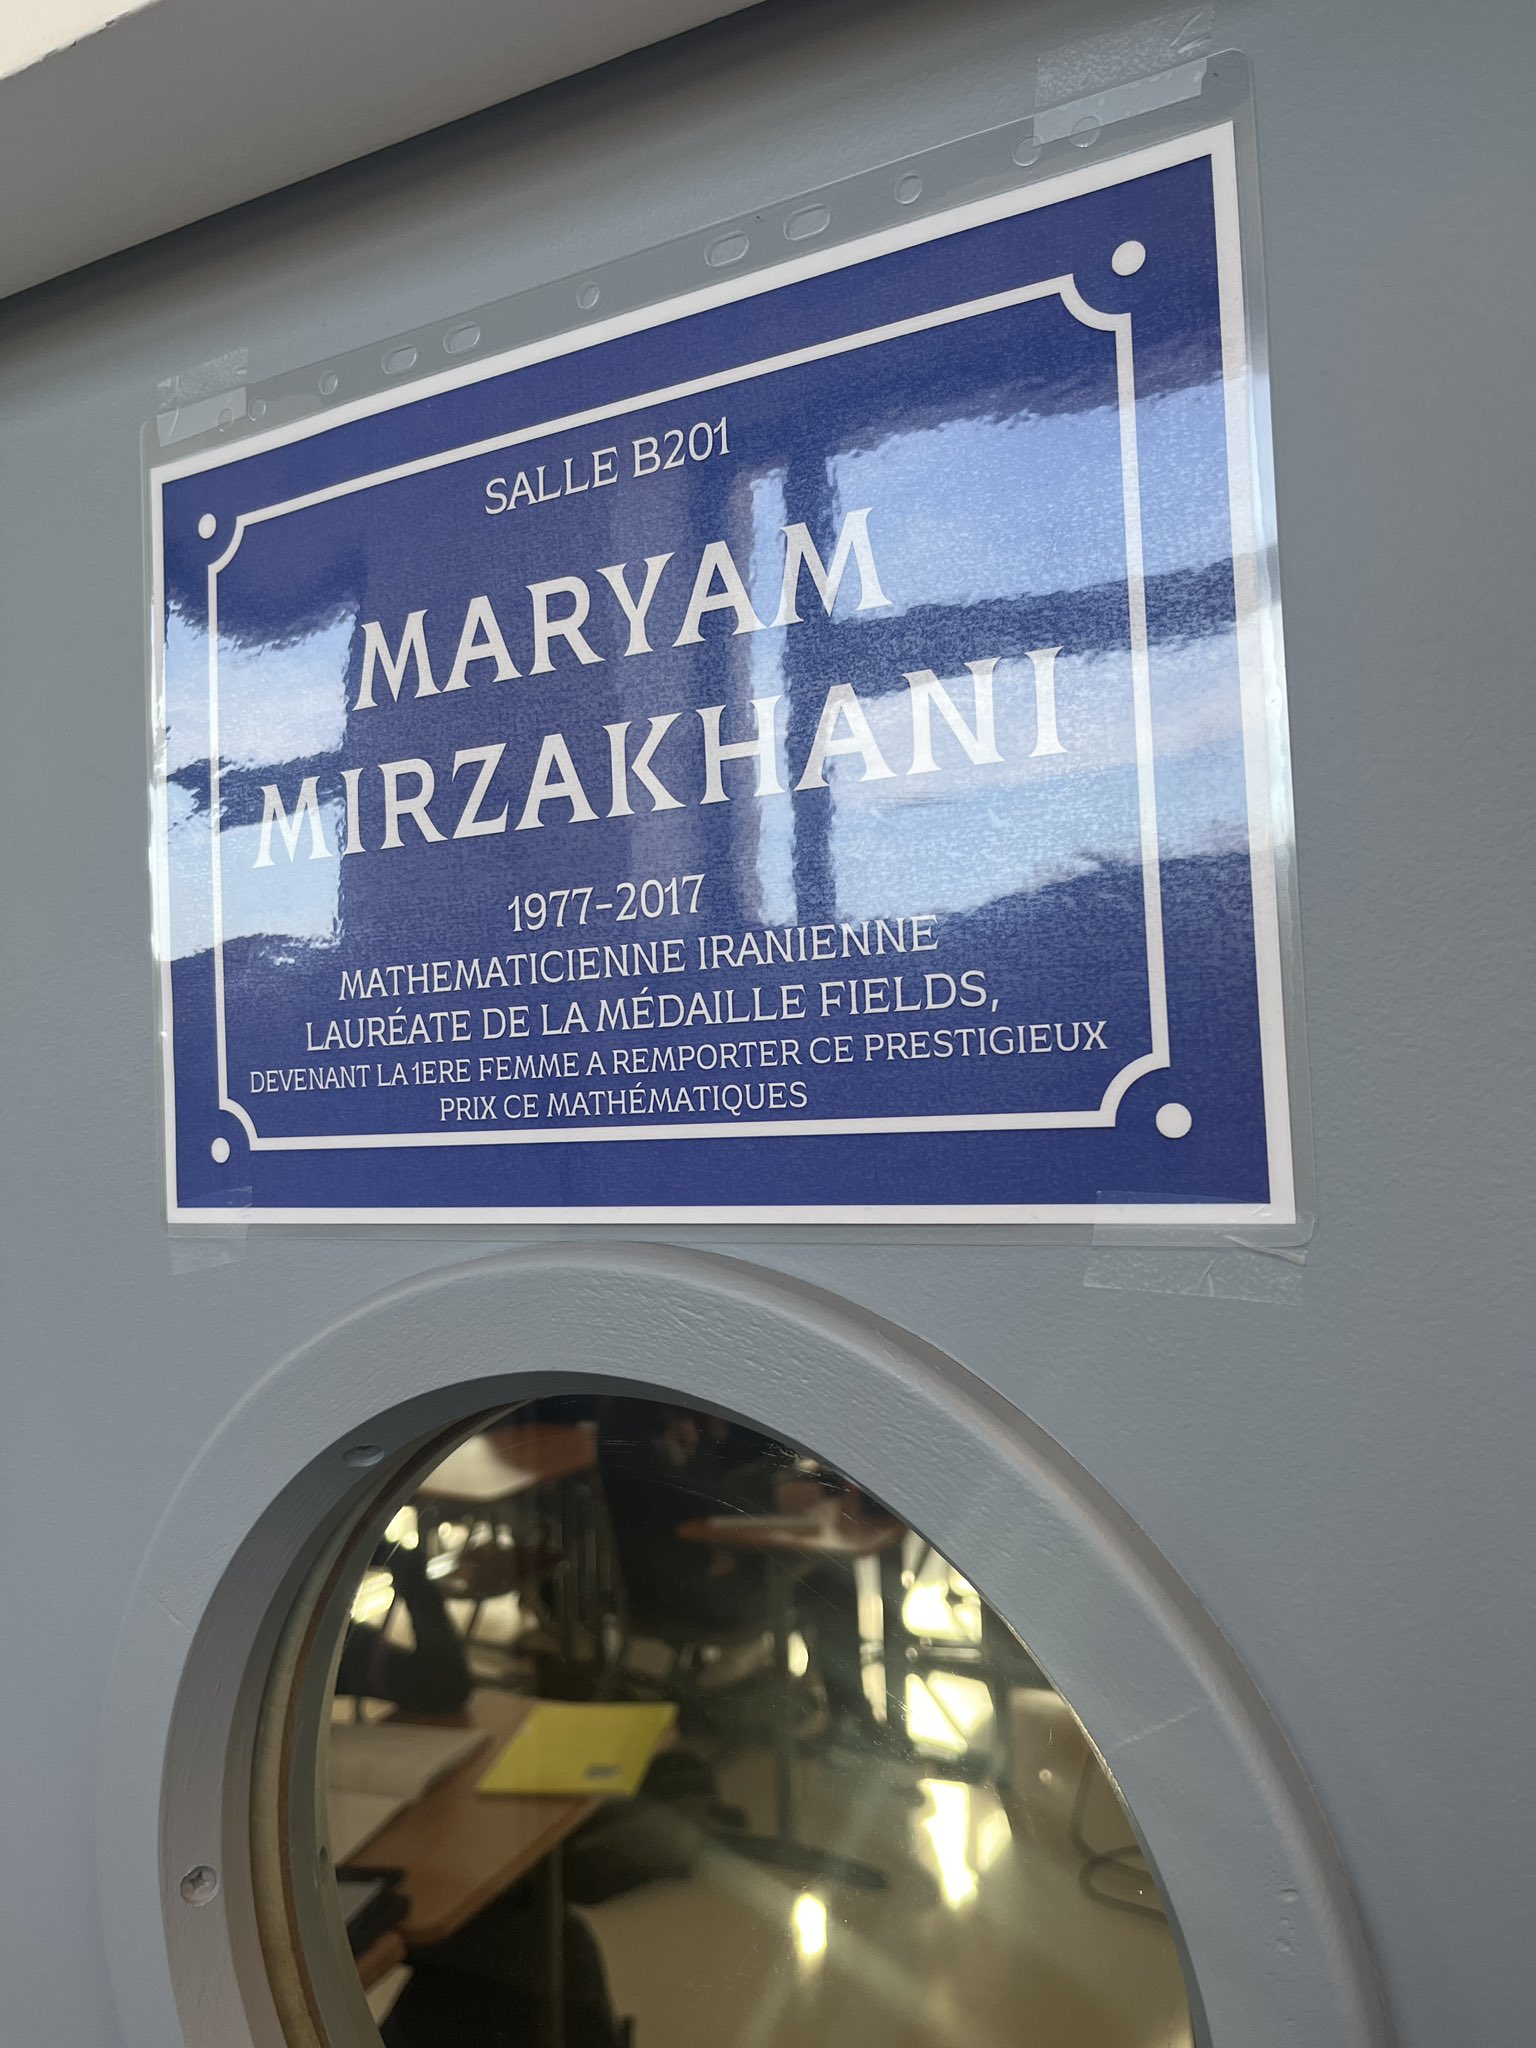 SALLE B201
MARYAM
MIRZAKHANI
1977-2017
MATHEMATICIENNE IRANIENNE
LAURÉATE DE LA MÉDAILLE FIELDS,
DEVENANT LA 1ERE FEMME A REMPORTER CE PRESTIGIEUX
PRIX CE MATHÉMATIQUES